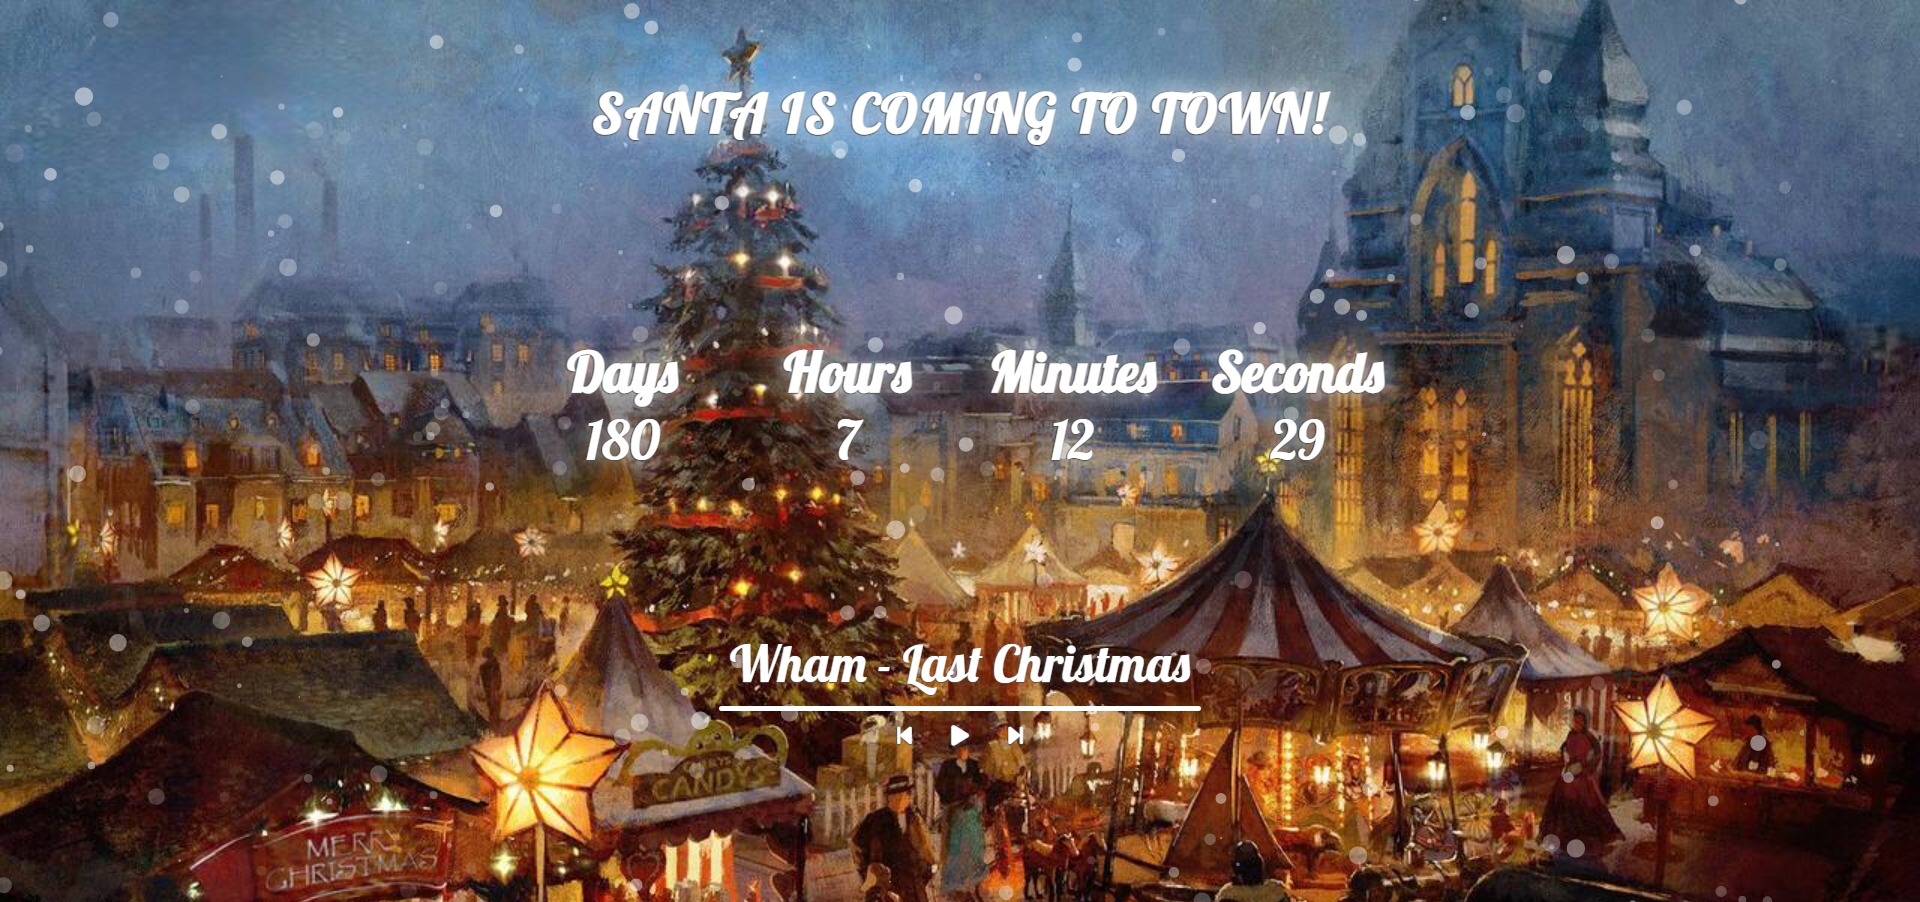 SANTA IS COMING TO TOWN!
Days Hours Minutes Seconds
180 7 12 29
Wham - Last Christmas
CANDYS
MERRY
CHRISTMAS